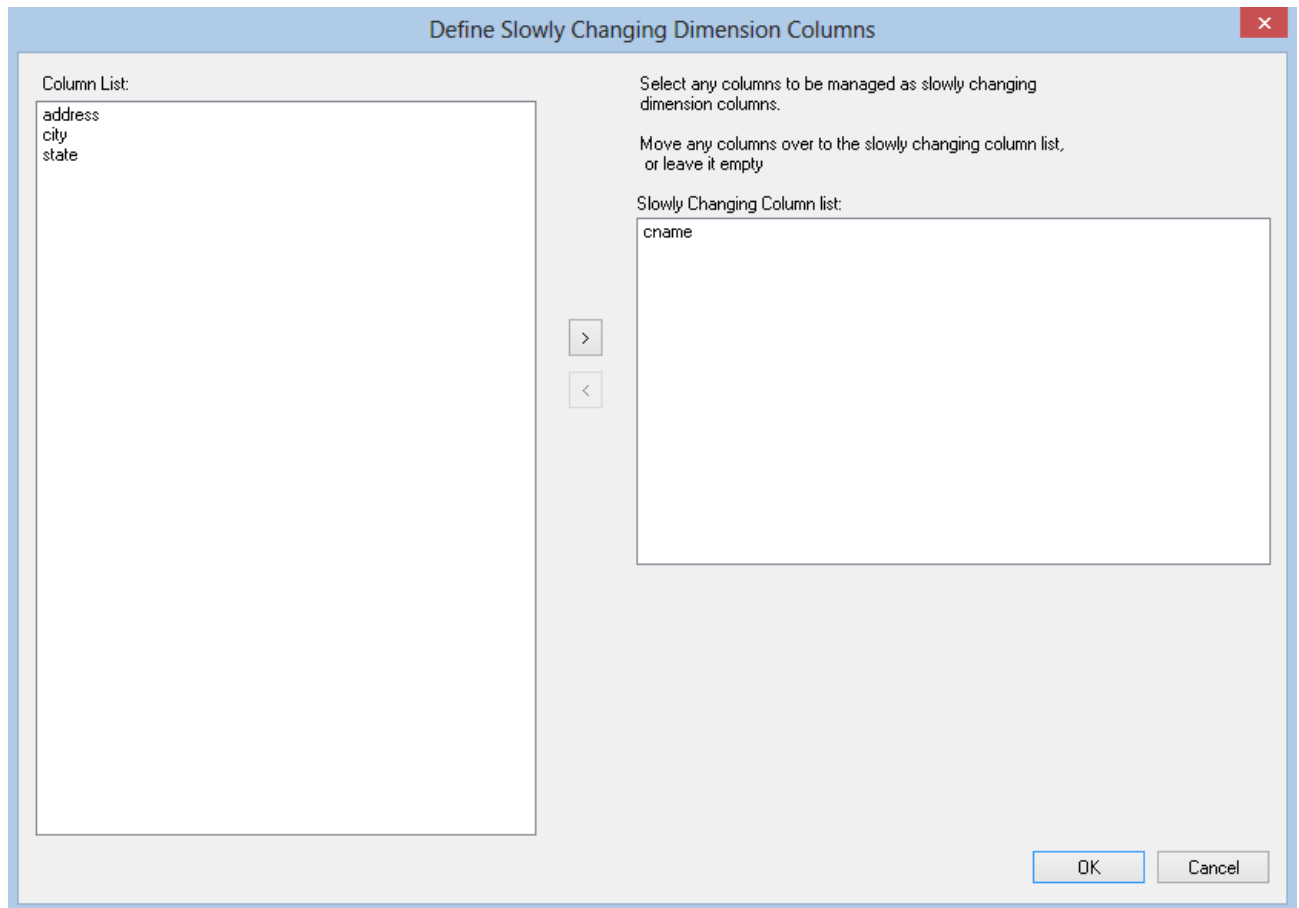 Define Slowly Changing Dimension Columns
×
Column List:
address
city
state
Select any columns to be managed as slowly changing
dimension columns.
Move any columns over to the slowly changing column list,
or leave it empty
Slowly Changing Column list:
cname
>
<
OK
Cancel